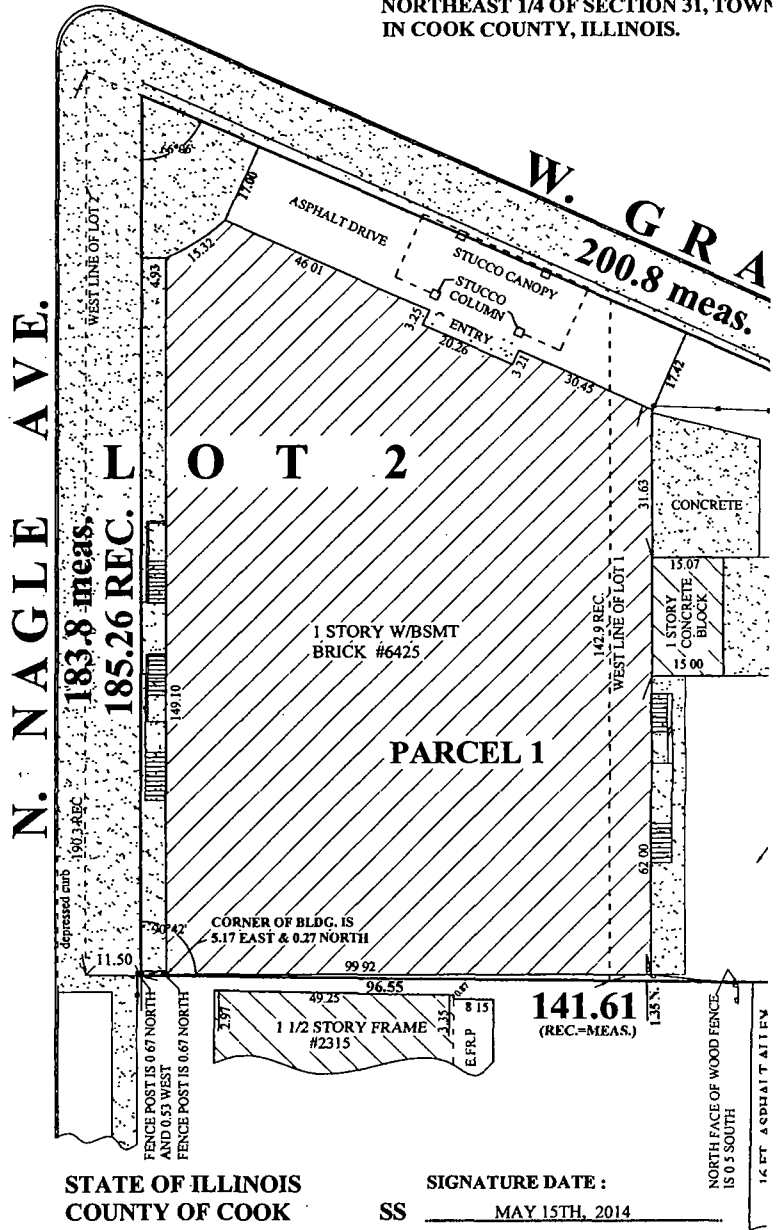 NORTHEAST 1/4 OF SECTION 31, TOWN
IN COOK COUNTY, ILLINOIS.
W. GRA
200.8 meas.
66°06'
17.00
ASPHALT DRIVE
STUCCO CANOPY
STUCCO
COLUMN
ENTRY
15.32
46 01
3.25
20.26
3 21
30.45
17.42
4.93
WEST LINE OF LOT 2
N. NAGLE AVE.
LOT 2
183.8 meas.
185.26 REC.
31.63
CONCRETE
15.07
1 STORY
CONCRETE
BLOCK
15 00
142.9 REC.
WEST LINE OF LOT 1
1 STORY W/BSMT
BRICK #6425
149.10
PARCEL 1
62 00
190.3 REC
depressed curb
90°42'
CORNER OF BLDG. IS
5.17 EAST & 0.27 NORTH
11.50
99 92
96.55
49.25
2.97
1 1/2 STORY FRAME
#2315
3.35
8 15
E.FR.P
141.61
(REC.=MEAS.)
1.35 N.
FENCE POST IS 0 67 NORTH
AND 0.53 WEST
FENCE POST IS 0.67 NORTH
NORTH FACE OF WOOD FENCE
IS 0 5 SOUTH
16 FT. ASPHALT ALLEY
STATE OF ILLINOIS
COUNTY OF COOK
SS
SIGNATURE DATE :
MAY 15TH, 2014